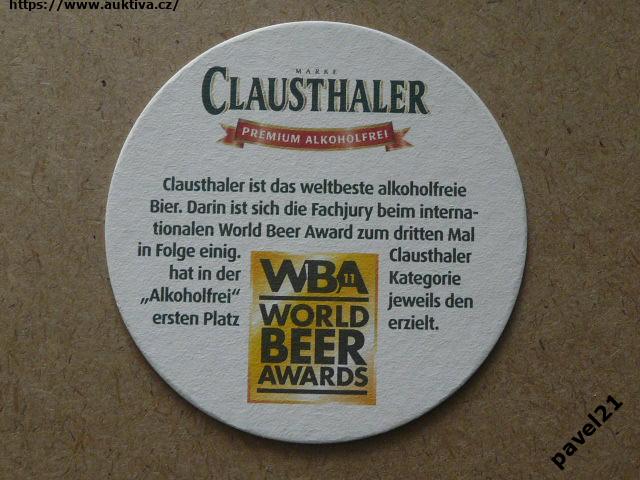 https://www.auktiva.cz/
MARKE
CLAUSTHALER
PREMIUM ALKOHOLFREI
Clausthaler ist das weltbeste alkoholfreie
Bier. Darin ist sich die Fachjury beim interna-
tionalen World Beer Award zum dritten Mal
in Folge einig. Clausthaler
hat in der Kategorie
„Alkoholfrei“ jeweils den
ersten Platz erzielt.
WBA 11
WORLD
BEER
AWARDS
pavel21